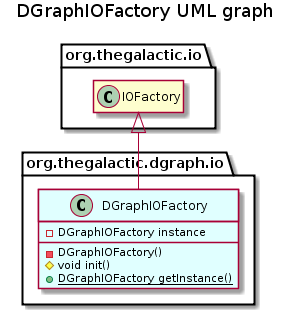 DGraphIOFactory UML graph
org.thegalactic.io
C IOFactory
org.thegalactic.dgraph.io
C DGraphIOFactory
DGraphIOFactory instance
DGraphIOFactory()
void init()
DGraphIOFactory getInstance()